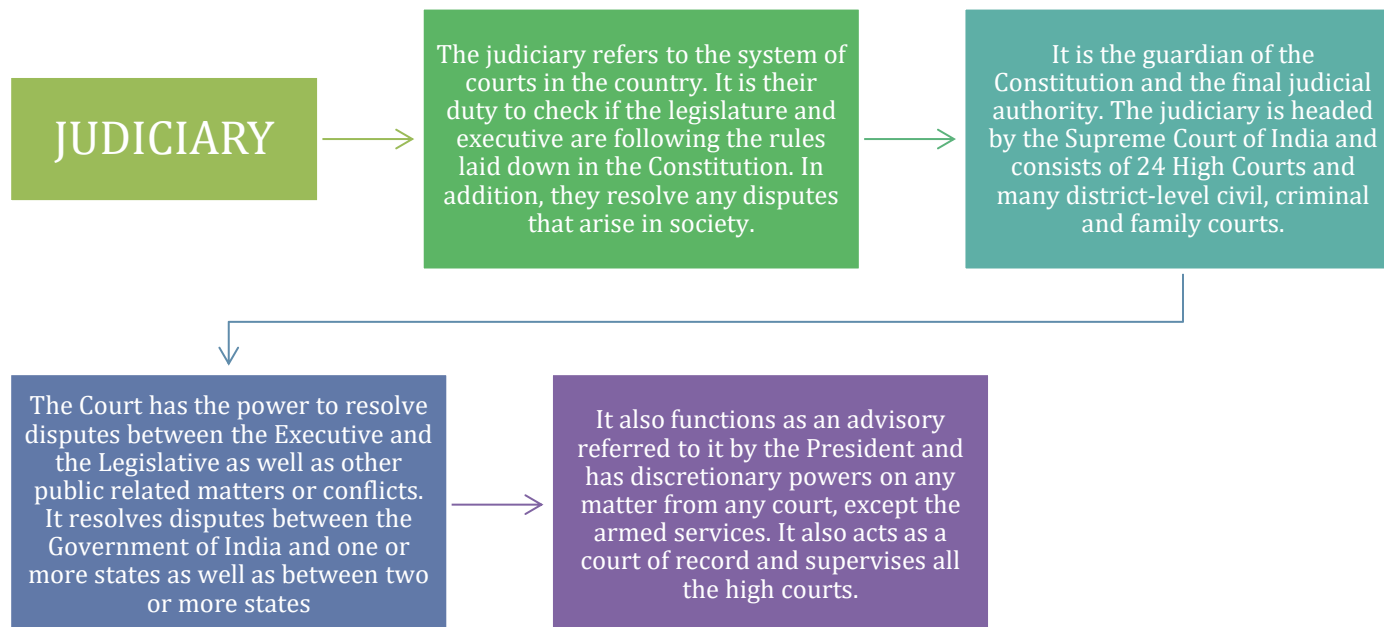 JUDICIARY
The judiciary refers to the system of
courts in the country. It is their
duty to check if the legislature and
executive are following the rules
laid down in the Constitution. In
addition, they resolve any disputes
that arise in society.
It is the guardian of the
Constitution and the final judicial
authority. The judiciary is headed
by the Supreme Court of India and
consists of 24 High Courts and
many district-level civil, criminal
and family courts.
The Court has the power to resolve
disputes between the Executive and
the Legislative as well as other
public related matters or conflicts.
It resolves disputes between the
Government of India and one or
more states as well as between two
or more states
It also functions as an advisory
referred to it by the President and
has discretionary powers on any
matter from any court, except the
armed services. It also acts as a
court of record and supervises all
the high courts.